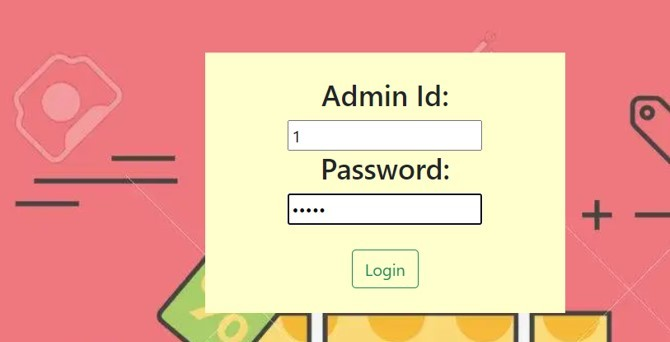 Admin Id:
1
Password:
•••••
Login
%